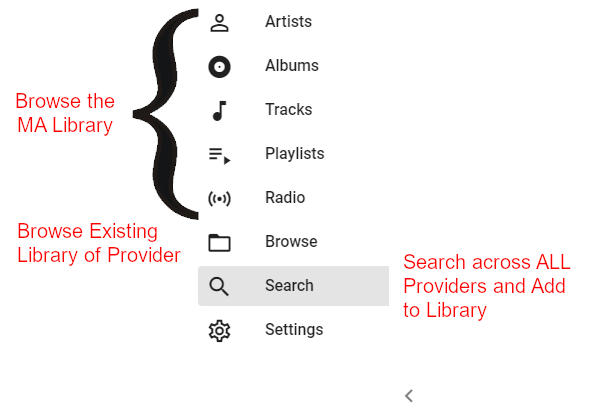 Artists
Albums
Browse the
MA Library
Tracks
Playlists
Radio
Browse Existing
Library of Provider
Browse
Search
Search across ALL
Providers and Add
to Library
Settings